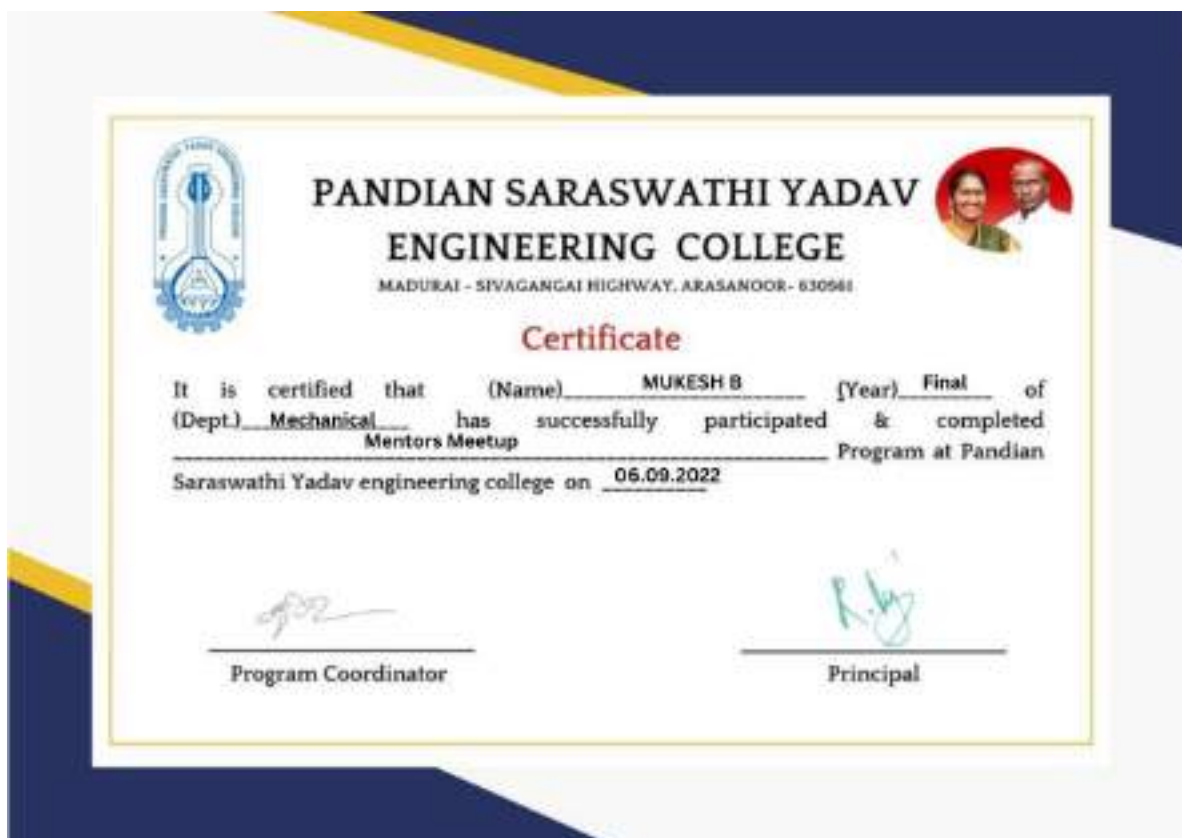 PANDIAN SARASWATHI YADAV
ENGINEERING COLLEGE
MADURAI - SIVAGANGAI HIGHWAY, ARASANOOR- 630561
Certificate
It is certified that (Name) MUKESH B (Year) Final of
(Dept.) Mechanical has successfully participated & completed
Mentors Meetup Program at Pandian
Saraswathi Yadav engineering college on 06.09.2022
Program Coordinator
Principal